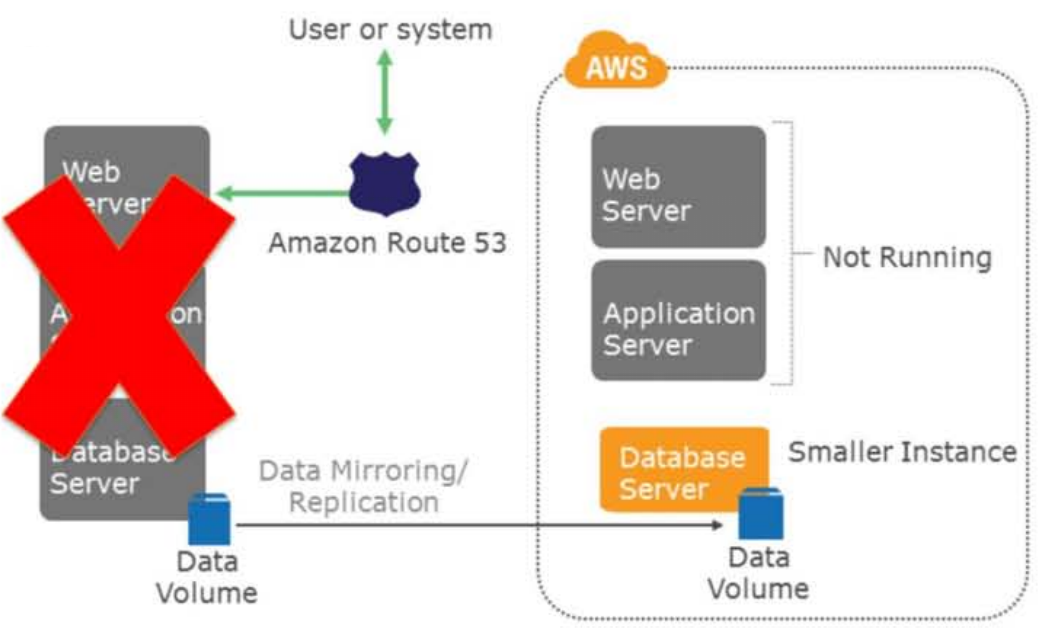 User or system
AWS
Web
Server
Amazon Route 53
Web
Server
Application
Server
Not Running
Database
Server
Data Mirroring/
Replication
Database
Server
Smaller Instance
Data
Volume
Data
Volume